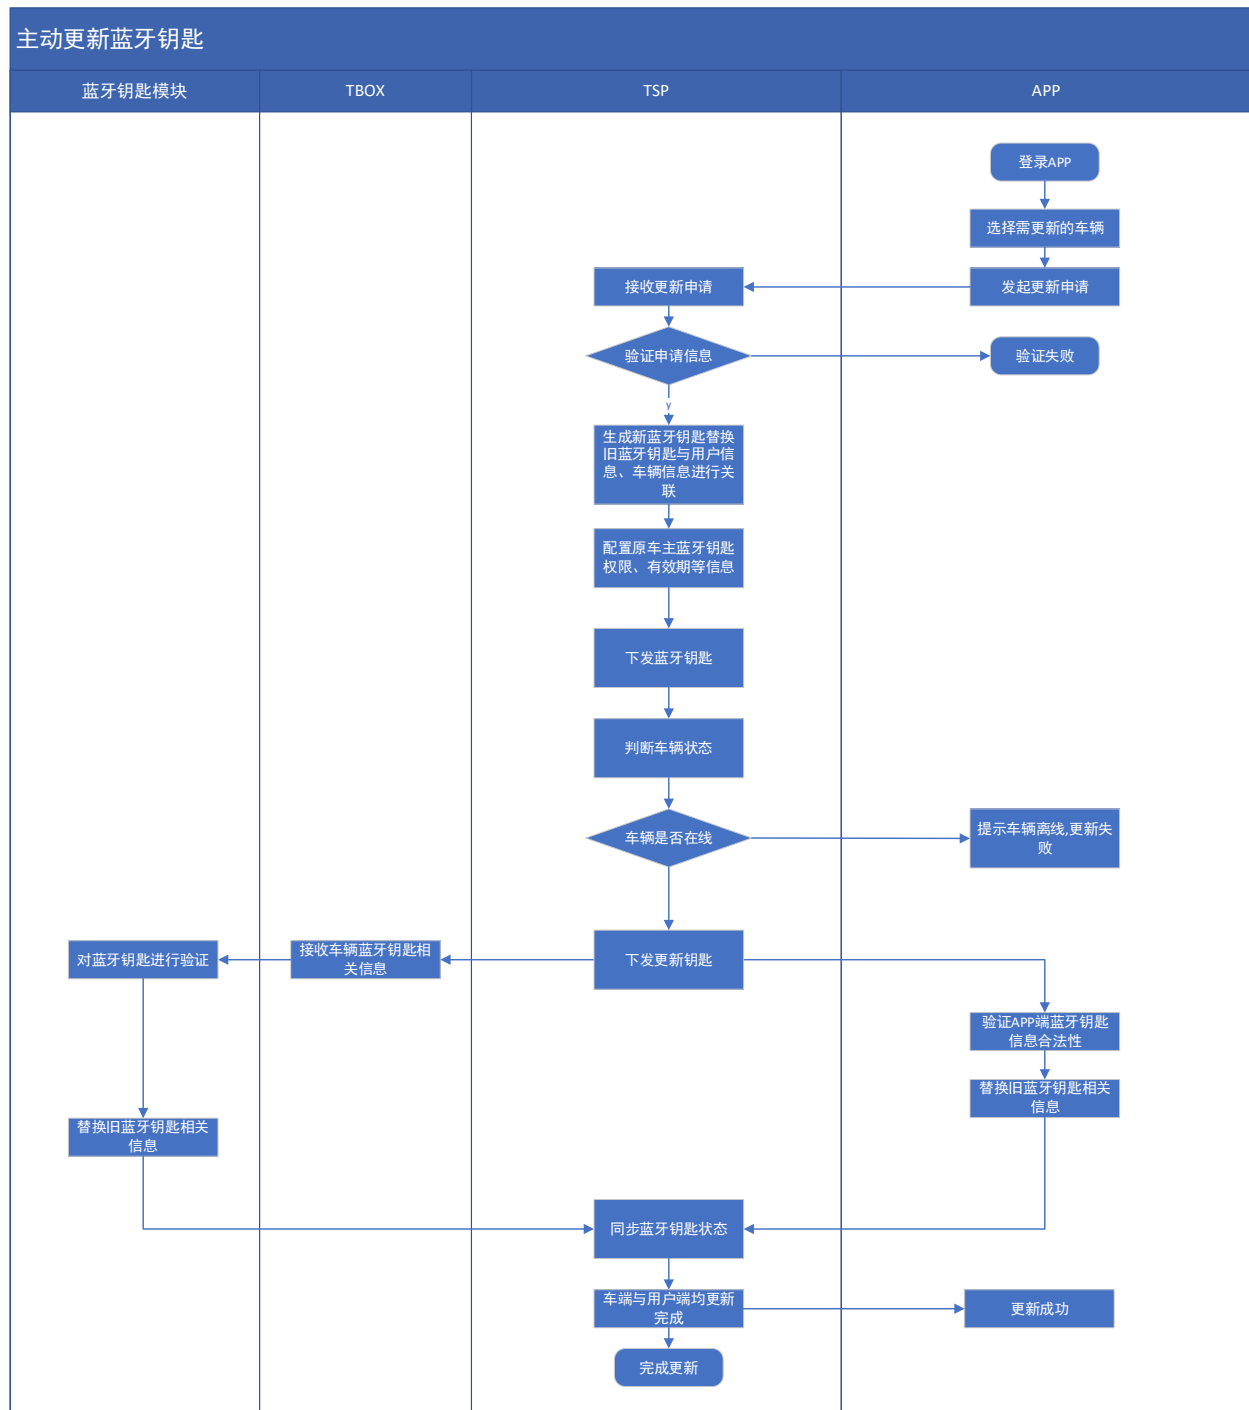 主动更新蓝牙钥匙
蓝牙钥匙模块
TBOX
TSP
APP
登录APP
选择需更新的车辆
接收更新申请
发起更新申请
验证申请信息
验证失败
y
生成新蓝牙钥匙替换
旧蓝牙钥匙与用户信
息、车辆信息进行关
联
配置原车主蓝牙钥匙
权限、有效期等信息
下发蓝牙钥匙
判断车辆状态
车辆是否在线
提示车辆离线,更新失
败
对蓝牙钥匙进行验证
接收车辆蓝牙钥匙相
关信息
下发更新钥匙
验证APP端蓝牙钥匙
信息合法性
替换旧蓝牙钥匙相关
信息
替换旧蓝牙钥匙相关
信息
同步蓝牙钥匙状态
车端与用户端均更新
完成
更新成功
完成更新